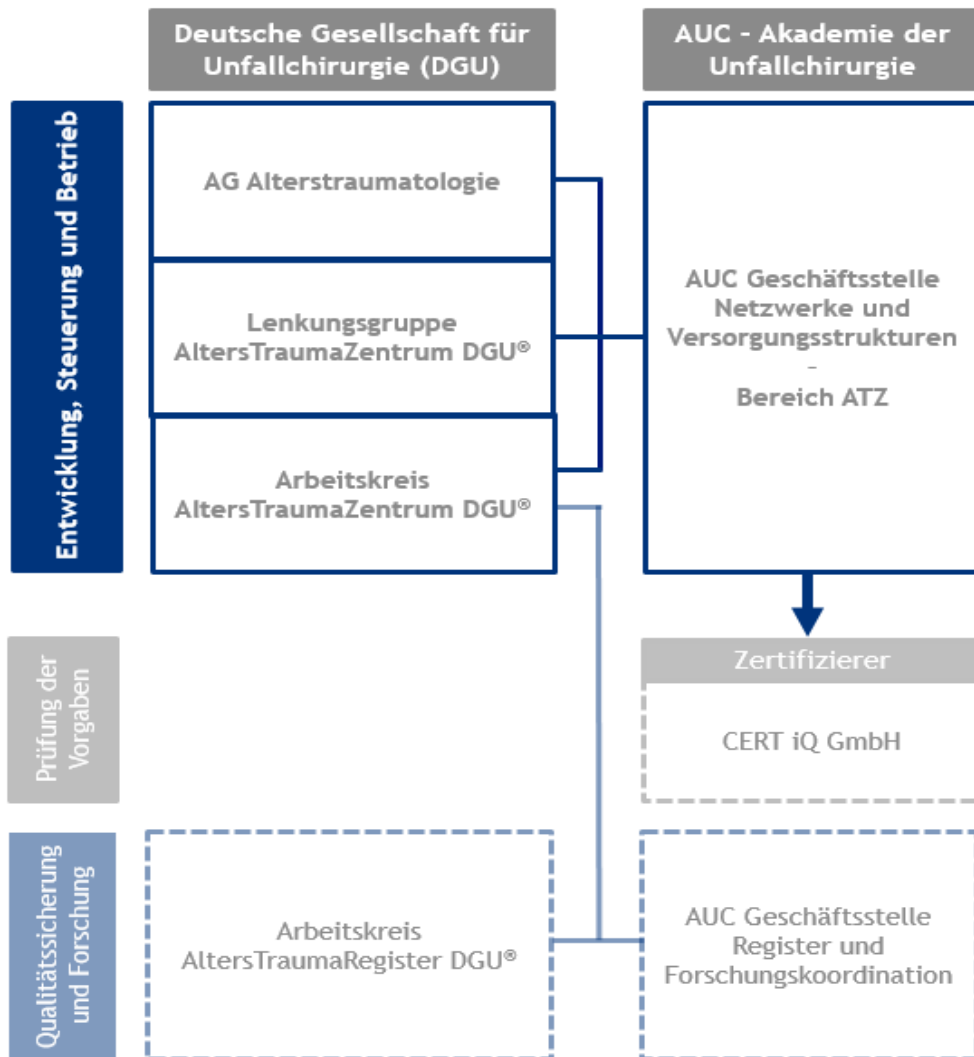 Deutsche Gesellschaft für
Unfallchirurgie (DGU)
AUC - Akademie der
Unfallchirurgie
Entwicklung, Steuerung und Betrieb
AG Alterstraumatologie
Lenkungsgruppe
AltersTraumaZentrum DGU®
Arbeitskreis
AltersTraumaZentrum DGU®
AUC Geschäftsstelle
Netzwerke und
Versorgungsstrukturen
-
Bereich ATZ
Prüfung der
Vorgaben
Zertifizierer
CERT iQ GmbH
Qualitätssicherung
und Forschung
Arbeitskreis
AltersTraumaRegister DGU®
AUC Geschäftsstelle
Register und
Forschungskoordination